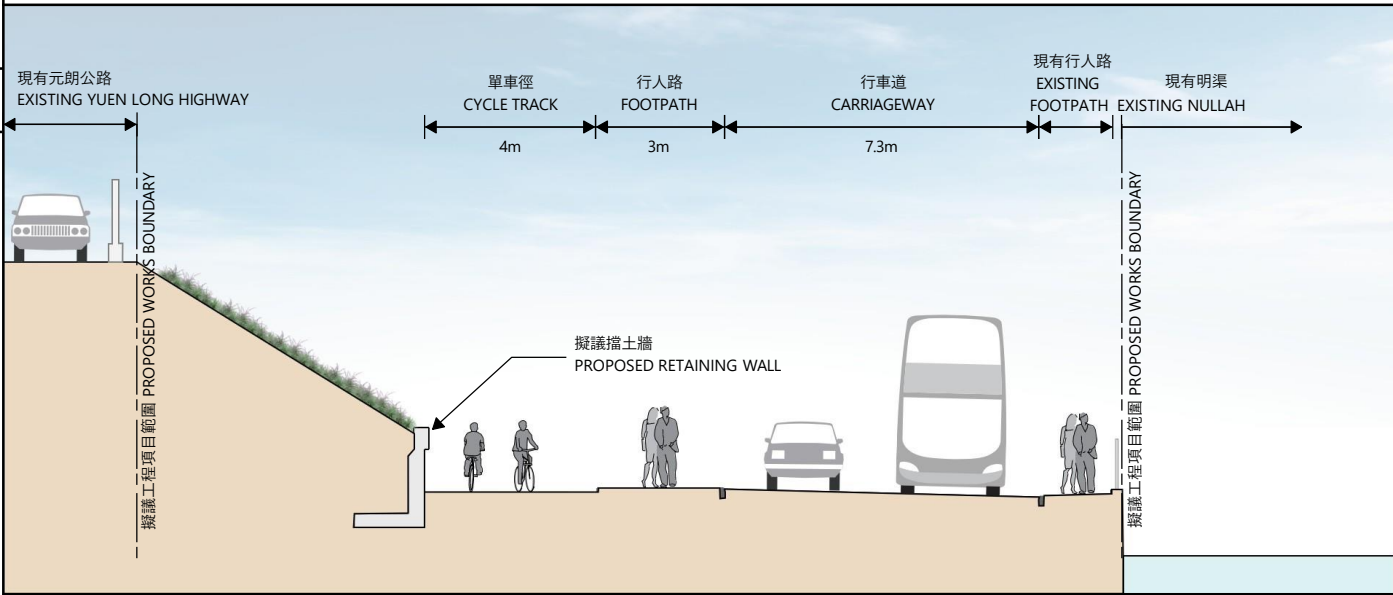 現有元朗公路
EXISTING YUEN LONG HIGHWAY
單車徑
CYCLE TRACK
4m
行人路
FOOTPATH
3m
行車道
CARRIAGEWAY
7.3m
現有行人路
EXISTING
FOOTPATH
現有明渠
EXISTING NULLAH
擬議工程項目範圍 PROPOSED WORKS BOUNDARY
擬議擋土牆
PROPOSED RETAINING WALL
擬議工程項目範圍 PROPOSED WORKS BOUNDARY